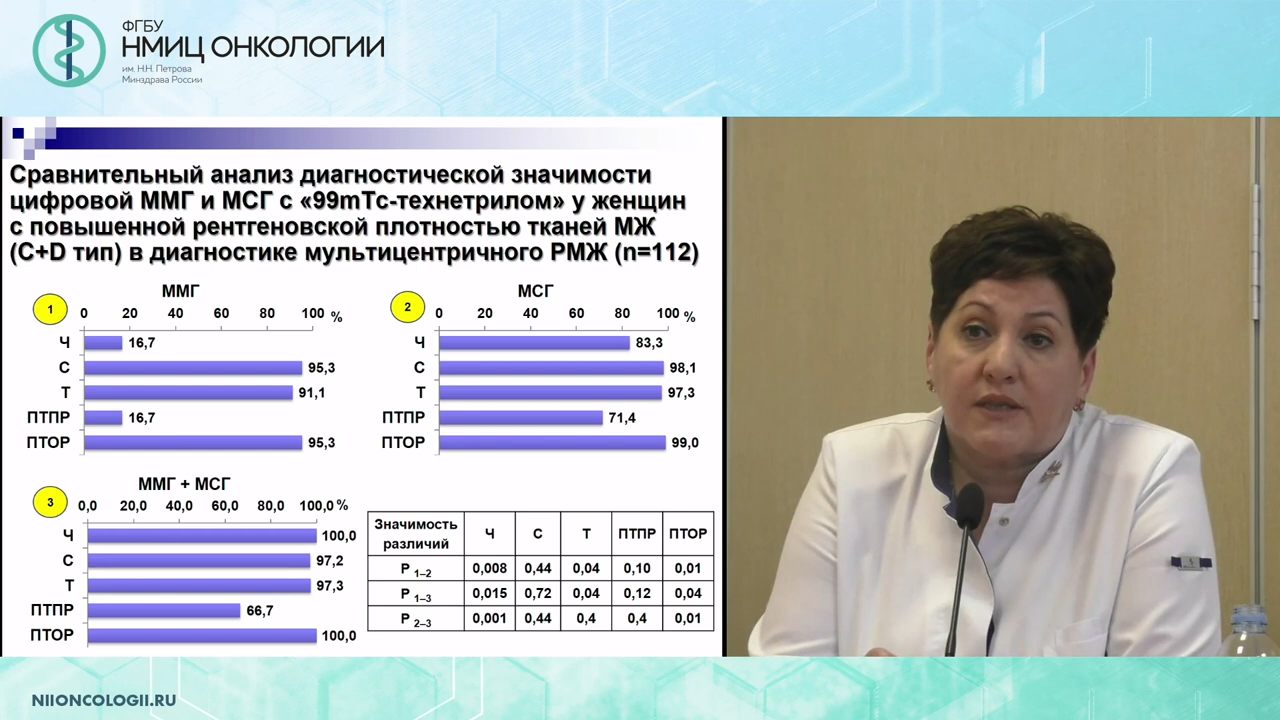 ФГБУ
НМИЦ ОНКОЛОГИИ
им. Н.Н. Петрова
Минздрава России
Сравнительный анализ диагностической значимости
цифровой ММГ и МСГ с «99mTc-технетрилом» у женщин
с повышенной рентгеновской плотностью тканей МЖ
(C+D тип) в диагностике мультицентричного РМЖ (n=112)
1
ММГ
0 20 40 60 80 100 %
Ч 16,7
С 95,3
Т 91,1
ПТПР 16,7
ПТОР 95,3
2
МСГ
0 20 40 60 80 100 %
Ч 83,3
С 98,1
Т 97,3
ПТПР 71,4
ПТОР 99,0
3
ММГ + МСГ
0,0 20,0 40,0 60,0 80,0 100,0 %
Ч 100,0
С 97,2
Т 97,3
ПТПР 66,7
ПТОР 100,0
Значимость различий Ч С Т ПТПР ПТОР
P 1–2 0,008 0,44 0,04 0,10 0,01
P 1–3 0,015 0,72 0,04 0,12 0,04
P 2–3 0,001 0,44 0,4 0,4 0,01
NIIONCOLOGII.RU